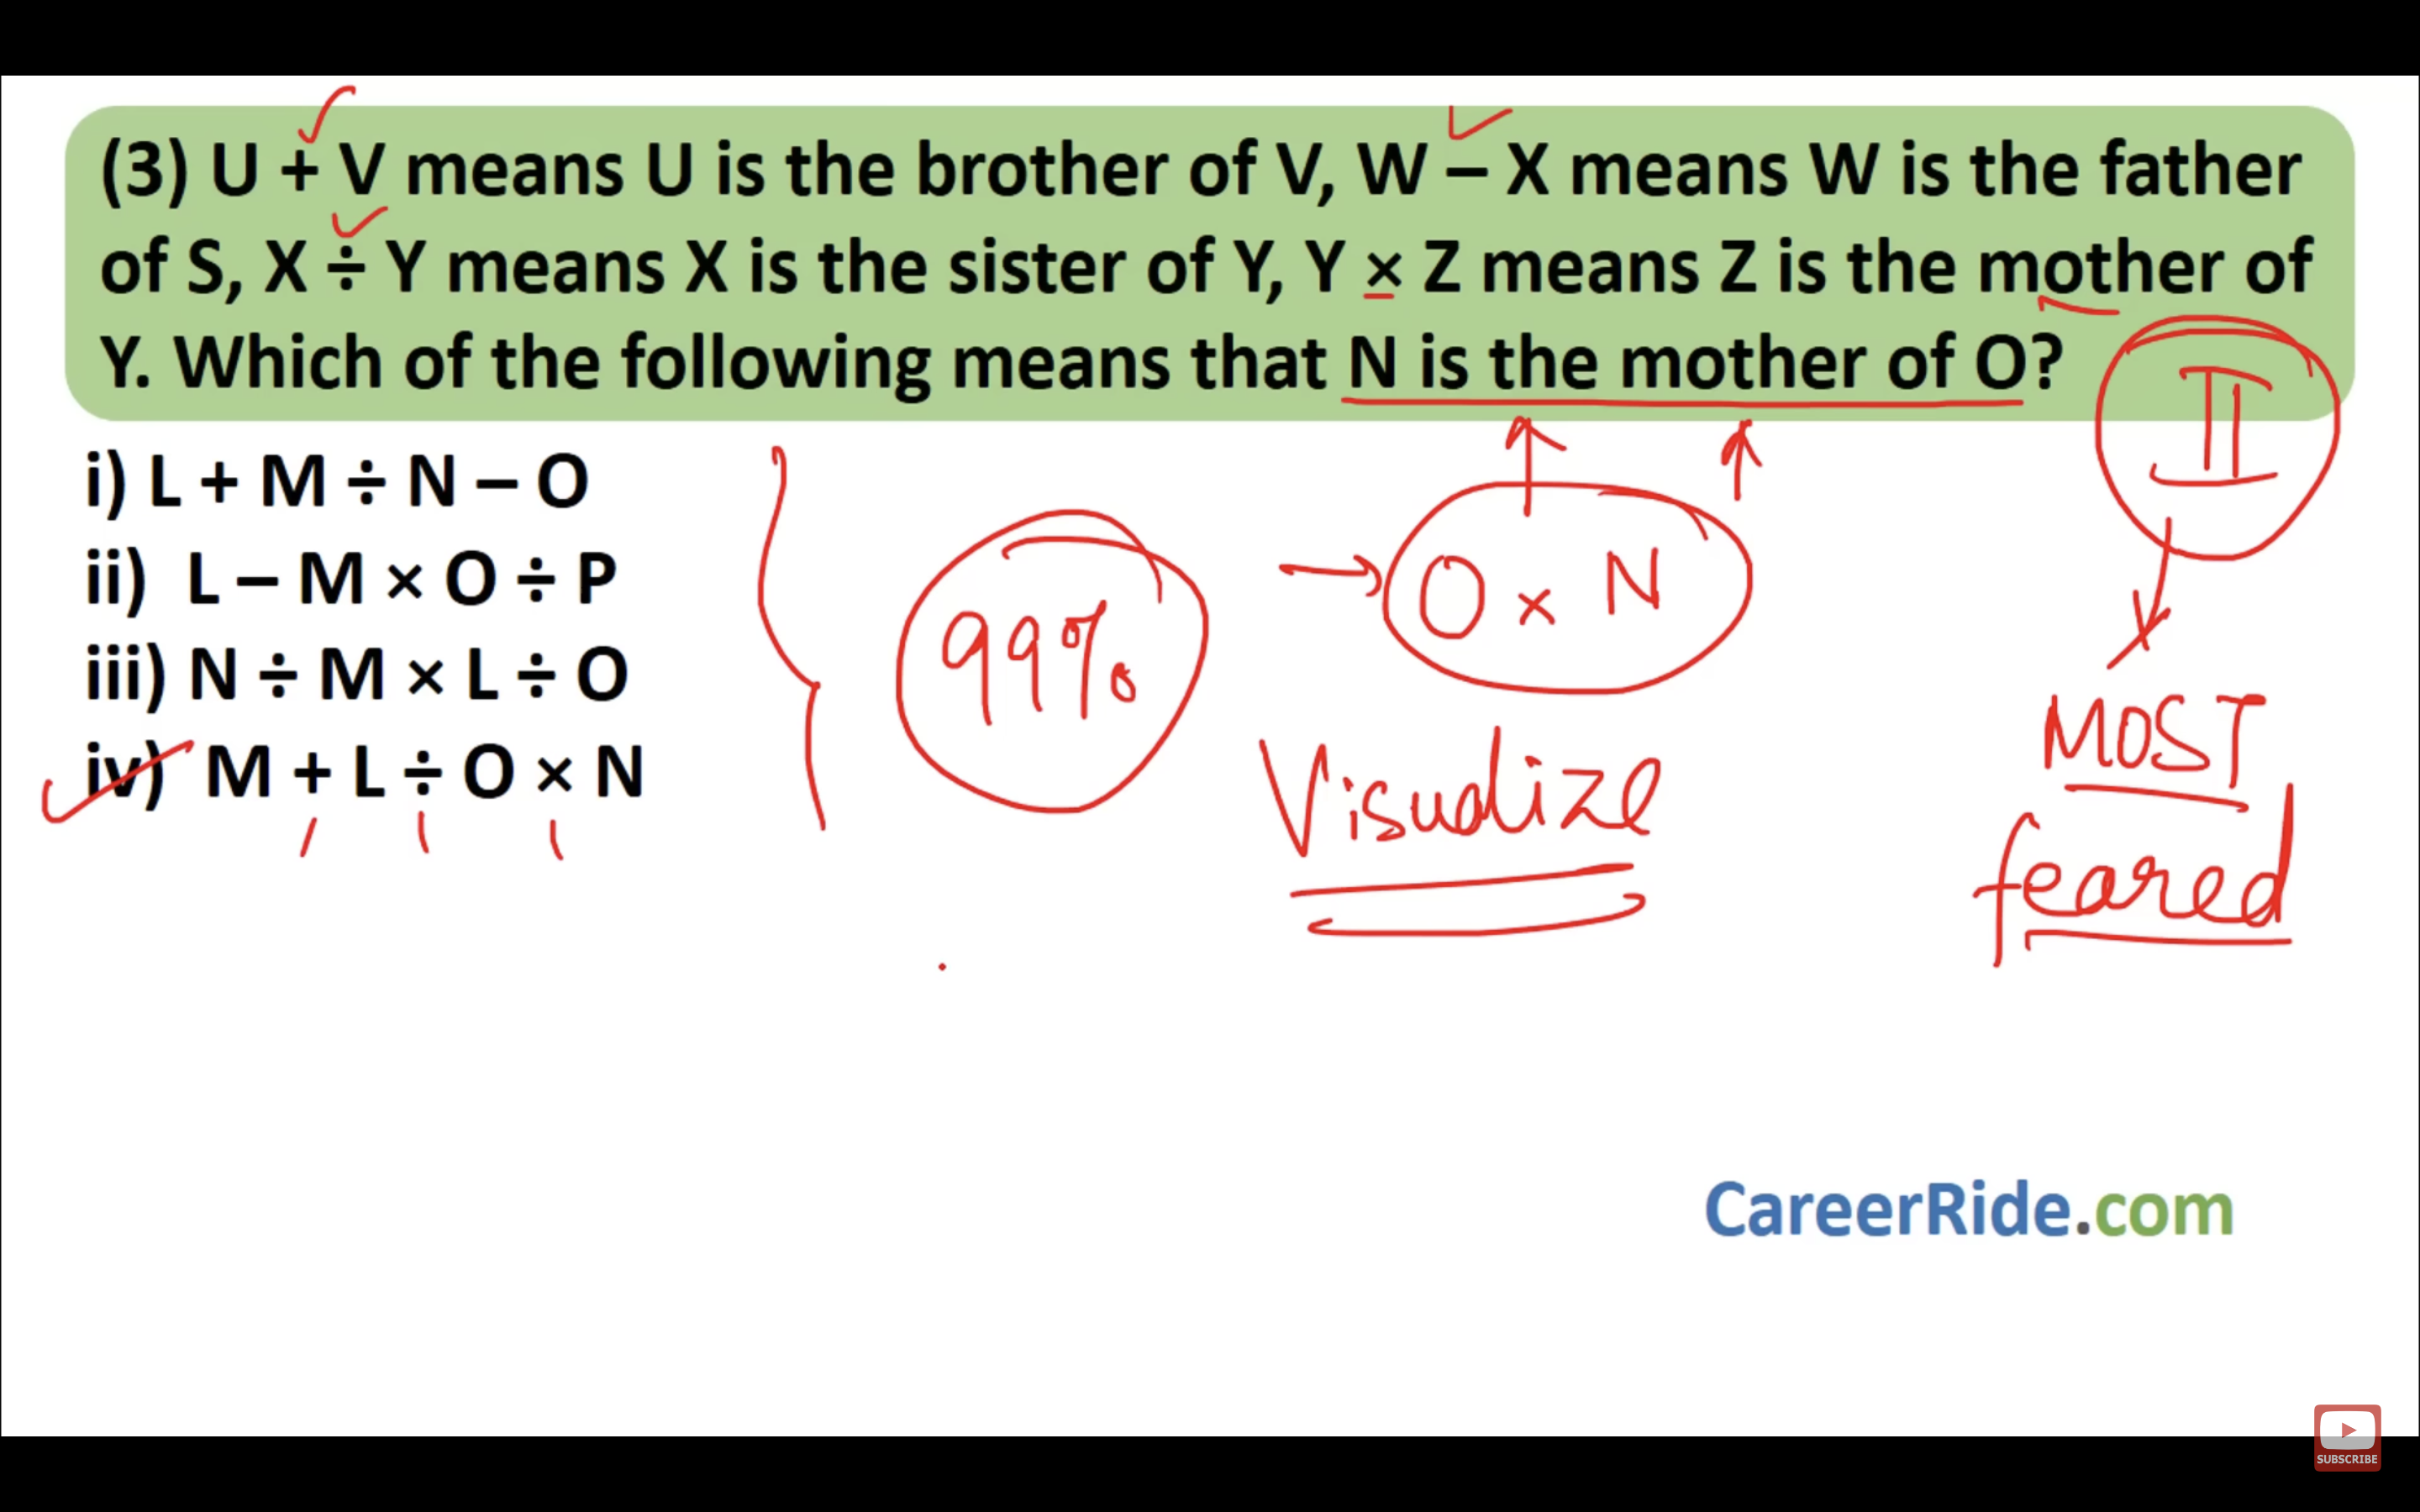 (3) U + V means U is the brother of V, W – X means W is the father
of S, X ÷ Y means X is the sister of Y, Y × Z means Z is the mother of
Y. Which of the following means that N is the mother of O?
II
i) L + M ÷ N – O
ii) L – M × O ÷ P
iii) N ÷ M × L ÷ O
iv) M + L ÷ O × N
99%
O × N
Visualize
MOST
feared
CareerRide.com
SUBSCRIBE